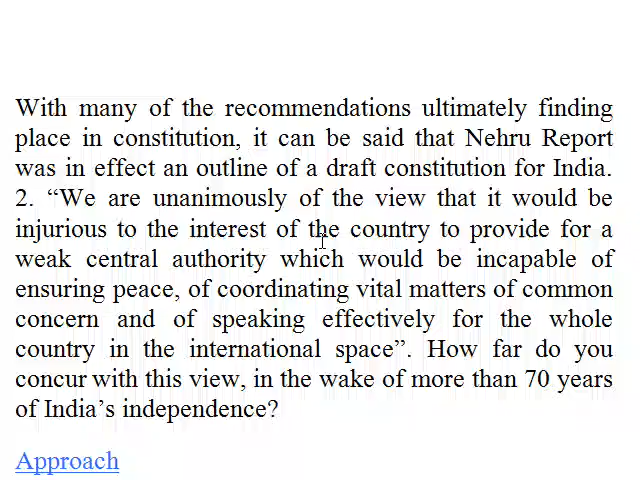 With many of the recommendations ultimately finding
place in constitution, it can be said that Nehru Report
was in effect an outline of a draft constitution for India.
2. “We are unanimously of the view that it would be
injurious to the interest of the country to provide for a
weak central authority which would be incapable of
ensuring peace, of coordinating vital matters of common
concern and of speaking effectively for the whole
country in the international space”. How far do you
concur with this view, in the wake of more than 70 years
of India’s independence?
Approach